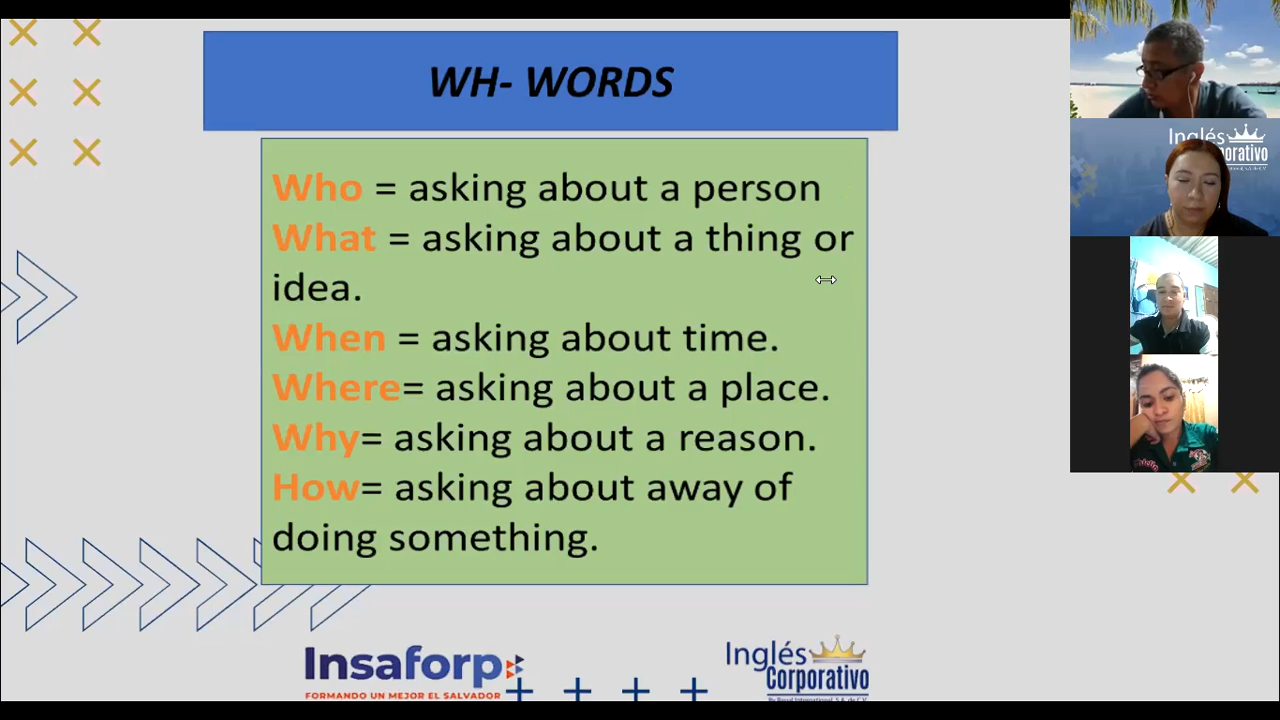 WH- WORDS
Who = asking about a person
What = asking about a thing or
idea.
When = asking about time.
Where= asking about a place.
Why= asking about a reason.
How= asking about away of
doing something.
Insaforp
FORMANDO UN MEJOR EL SALVADOR
Inglés
Corporativo
Inglés